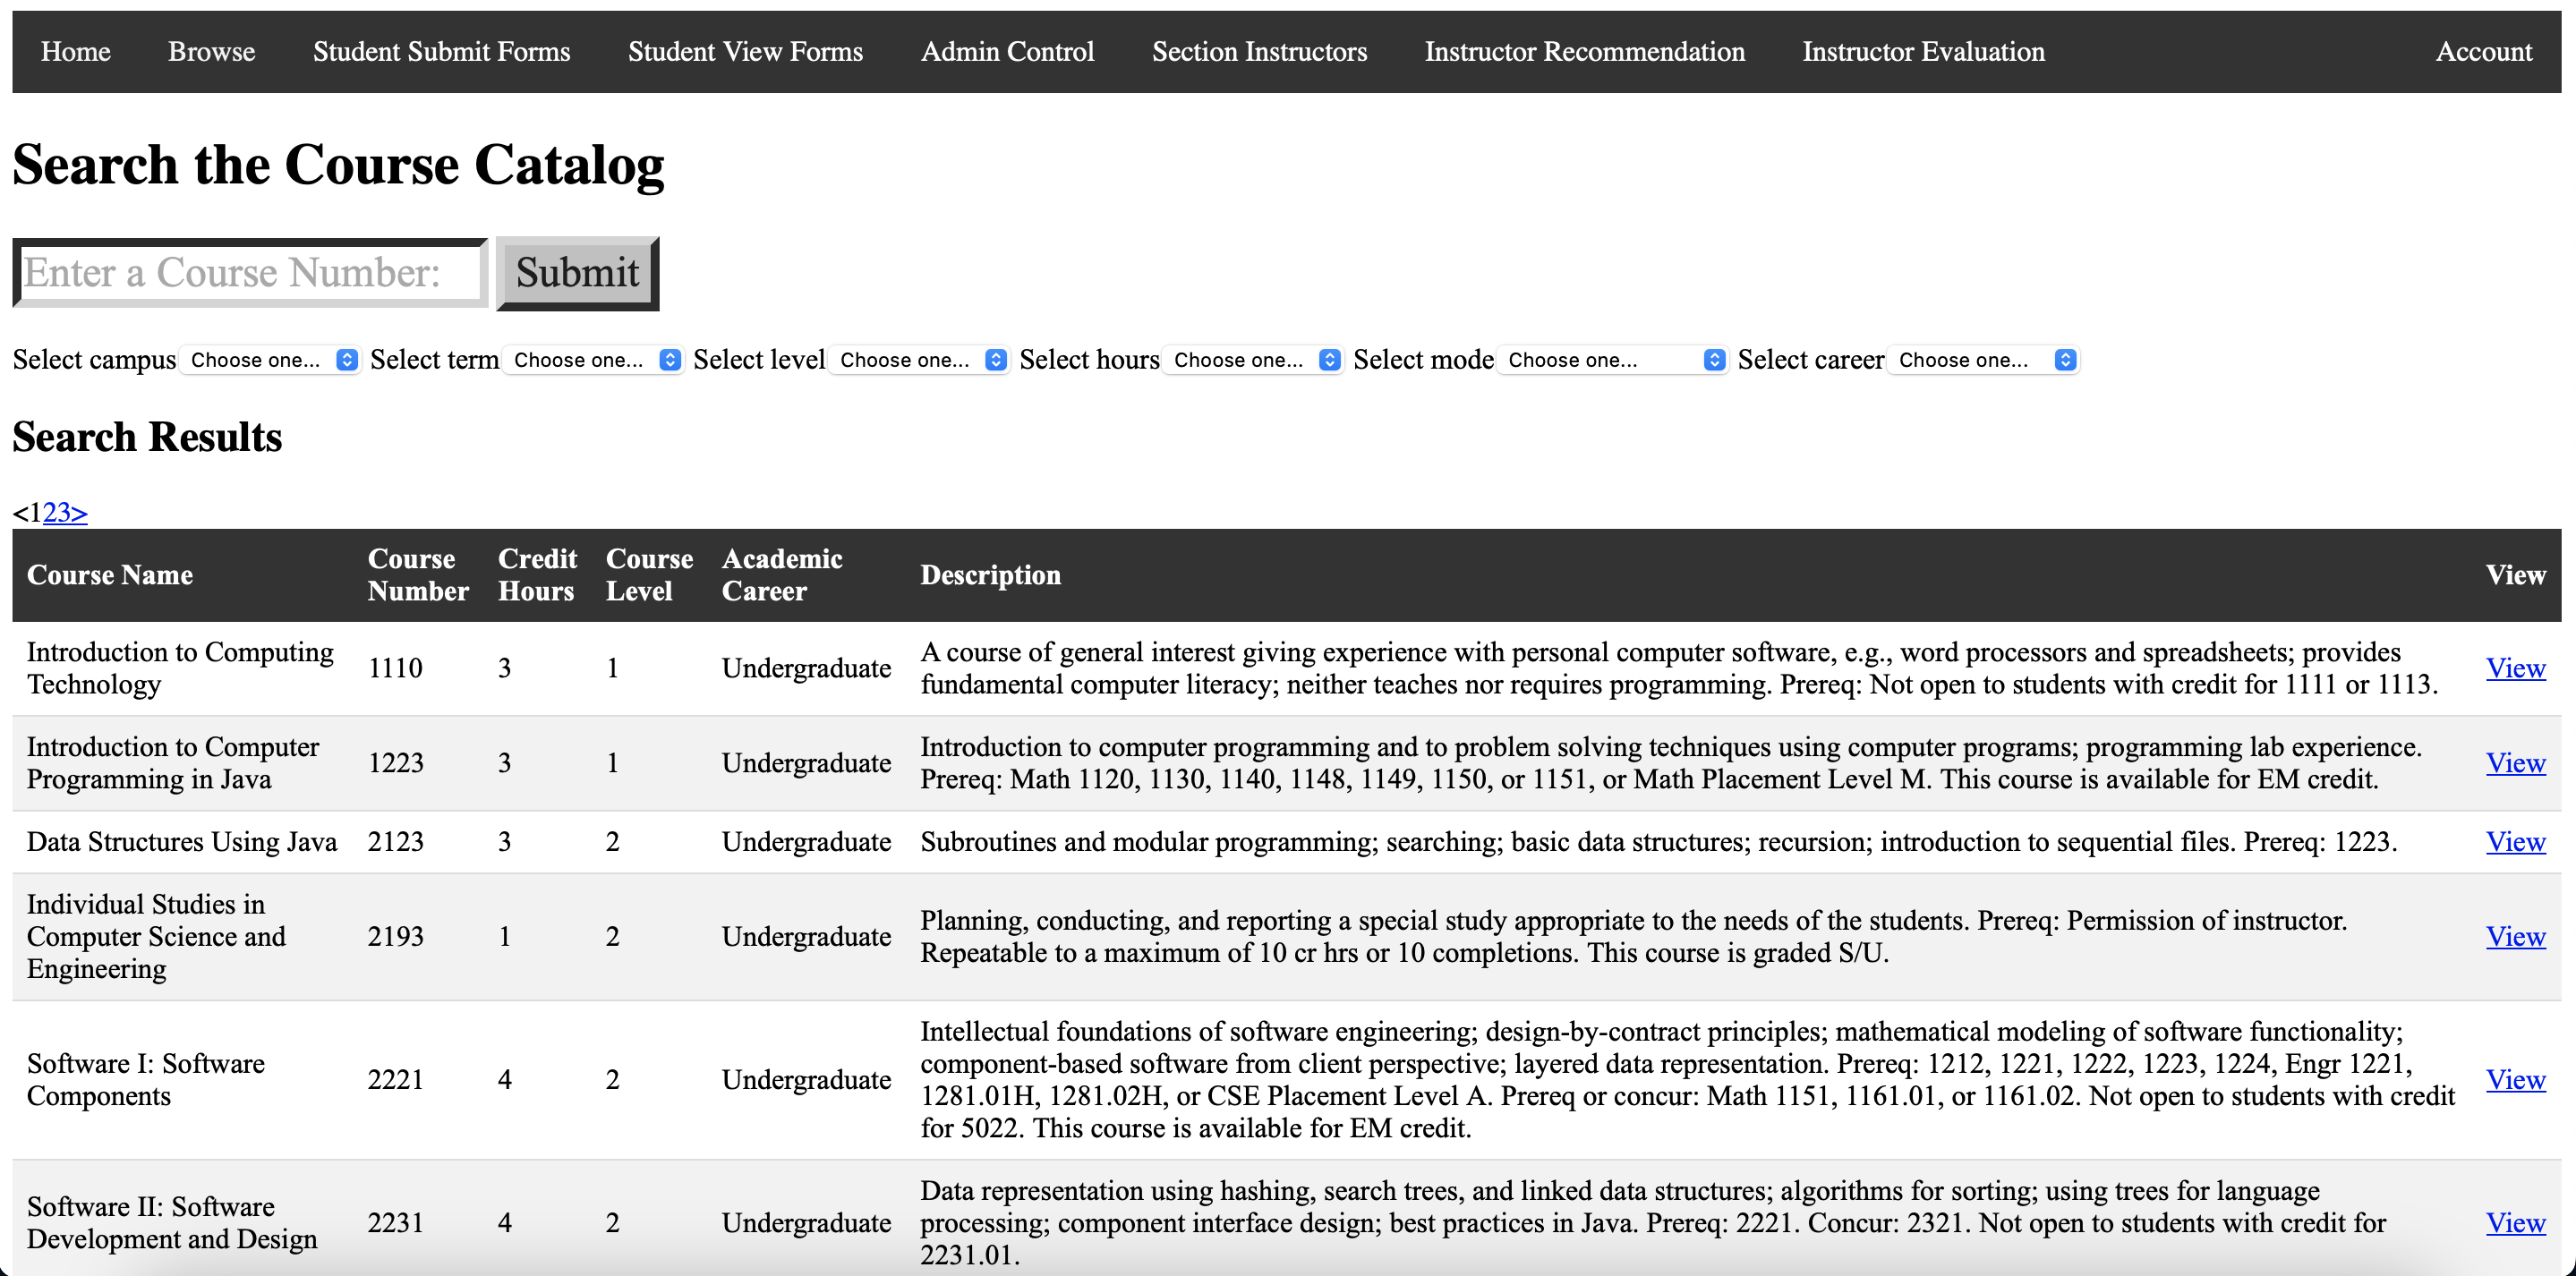 Home Browse Student Submit Forms Student View Forms Admin Control Section Instructors Instructor Recommendation Instructor Evaluation Account
Search the Course Catalog
Enter a Course Number: Submit
Select campus Choose one... Select term Choose one... Select level Choose one... Select hours Choose one... Select mode Choose one... Select career Choose one...
Search Results
<123>
Course Name
Course
Number
Credit
Hours
Course
Level
Academic
Career
Description
View
Introduction to Computing
Technology
1110
3
1
Undergraduate
A course of general interest giving experience with personal computer software, e.g., word processors and spreadsheets; provides
fundamental computer literacy; neither teaches nor requires programming. Prereq: Not open to students with credit for 1111 or 1113.
View
Introduction to Computer
Programming in Java
1223
3
1
Undergraduate
Introduction to computer programming and to problem solving techniques using computer programs; programming lab experience.
Prereq: Math 1120, 1130, 1140, 1148, 1149, 1150, or 1151, or Math Placement Level M. This course is available for EM credit.
View
Data Structures Using Java
2123
3
2
Undergraduate
Subroutines and modular programming; searching; basic data structures; recursion; introduction to sequential files. Prereq: 1223.
View
Individual Studies in
Computer Science and
Engineering
2193
1
2
Undergraduate
Planning, conducting, and reporting a special study appropriate to the needs of the students. Prereq: Permission of instructor.
Repeatable to a maximum of 10 cr hrs or 10 completions. This course is graded S/U.
View
Software I: Software
Components
2221
4
2
Undergraduate
Intellectual foundations of software engineering; design-by-contract principles; mathematical modeling of software functionality;
component-based software from client perspective; layered data representation. Prereq: 1212, 1221, 1222, 1223, 1224, Engr 1221,
1281.01H, 1281.02H, or CSE Placement Level A. Prereq or concur: Math 1151, 1161.01, or 1161.02. Not open to students with credit
for 5022. This course is available for EM credit.
View
Software II: Software
Development and Design
2231
4
2
Undergraduate
Data representation using hashing, search trees, and linked data structures; algorithms for sorting; using trees for language
processing; component interface design; best practices in Java. Prereq: 2221. Concur: 2321. Not open to students with credit for
2231.01.
View